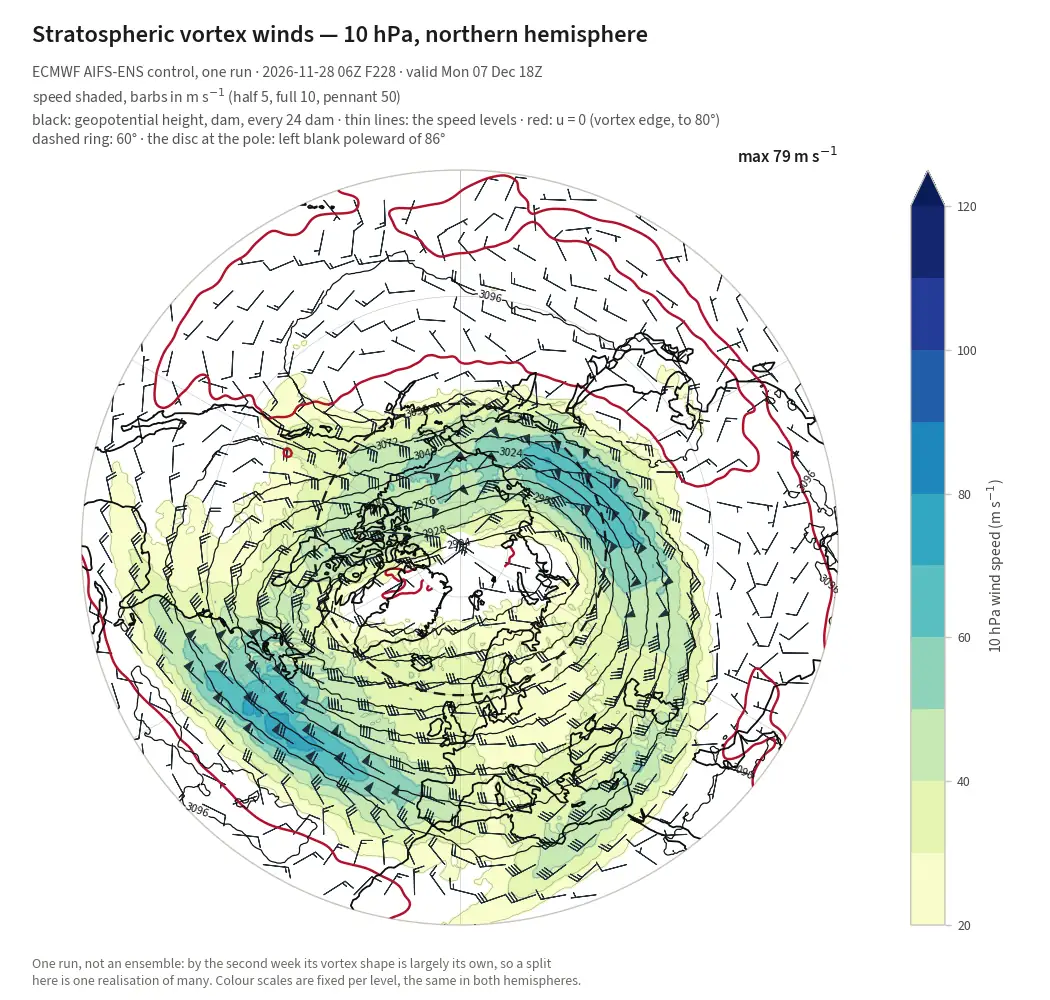 Stratospheric vortex winds — 10 hPa, northern hemisphere
ECMWF AIFS-ENS control, one run · 2026-11-28 06Z F228 · valid Mon 07 Dec 18Z
speed shaded, barbs in m s⁻¹ (half 5, full 10, pennant 50)
black: geopotential height, dam, every 24 dam · thin lines: the speed levels · red: u = 0 (vortex edge, to 80°)
dashed ring: 60° · the disc at the pole: left blank poleward of 86°
max 79 m s⁻¹
120
100
80
60
40
20
10 hPa wind speed (m s⁻¹)
3096
3072
3024
2976
2928
3096
One run, not an ensemble: by the second week its vortex shape is largely its own, so a split
here is one realisation of many. Colour scales are fixed per level, the same in both hemispheres.